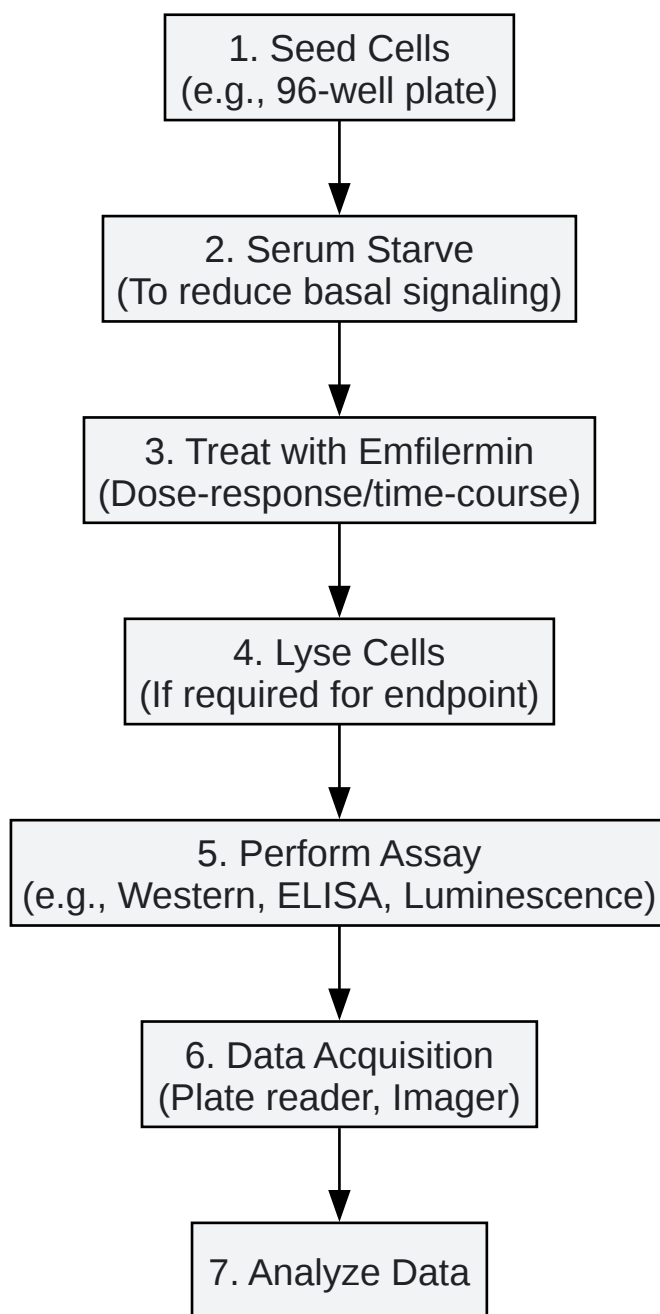 1. Seed Cells
(e.g., 96-well plate)
2. Serum Starve
(To reduce basal signaling)
3. Treat with Emfilermin
(Dose-response/time-course)
4. Lyse Cells
(If required for endpoint)
5. Perform Assay
(e.g., Western, ELISA, Luminescence)
6. Data Acquisition
(Plate reader, Imager)
7. Analyze Data